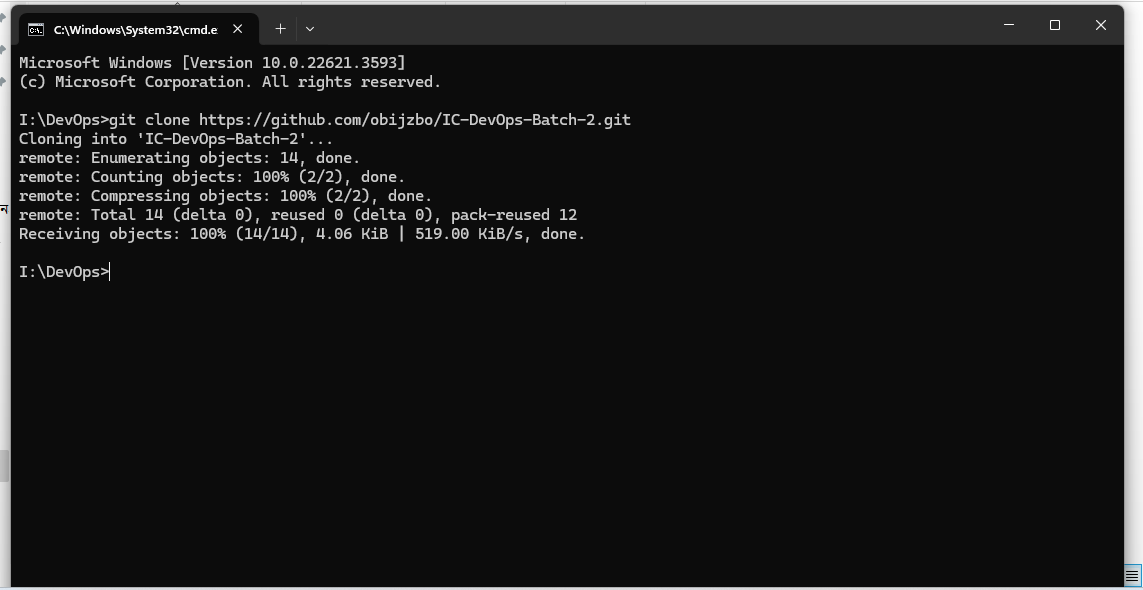 C:\Windows\System32\cmd.e
Microsoft Windows [Version 10.0.22621.3593]
(c) Microsoft Corporation. All rights reserved.
I:\DevOps>git clone https://github.com/obijzbo/IC-DevOps-Batch-2.git
Cloning into 'IC-DevOps-Batch-2'...
remote: Enumerating objects: 14, done.
remote: Counting objects: 100% (2/2), done.
remote: Compressing objects: 100% (2/2), done.
remote: Total 14 (delta 0), reused 0 (delta 0), pack-reused 12
Receiving objects: 100% (14/14), 4.06 KiB | 519.00 KiB/s, done.
I:\DevOps>